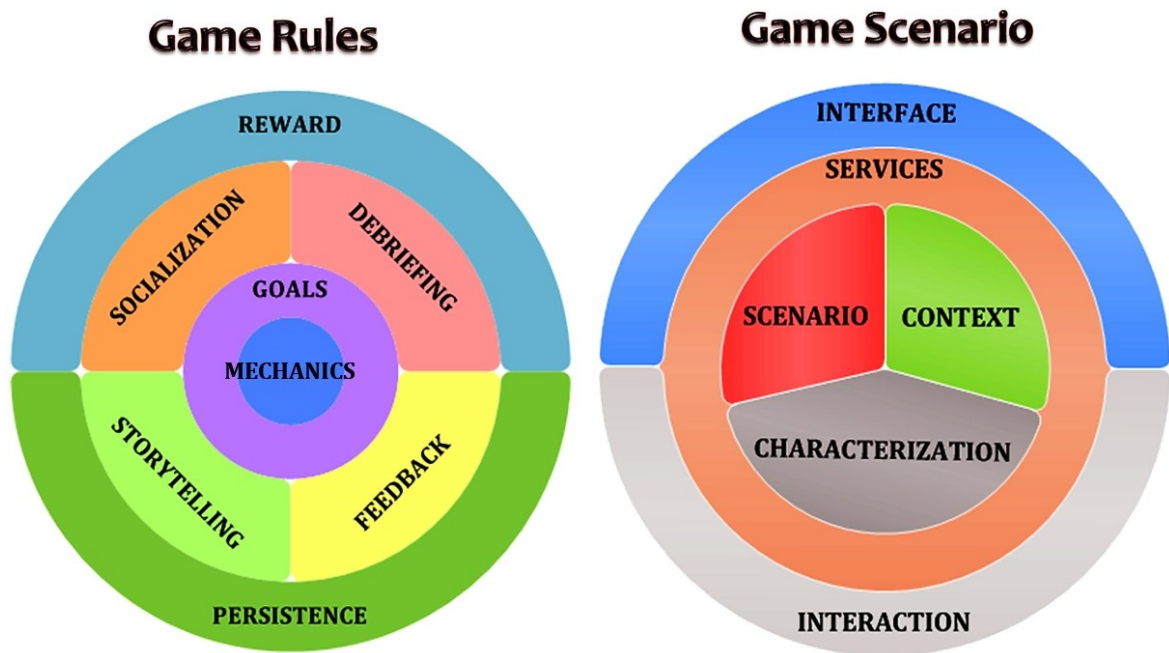 Game Rules
REWARD
SOCIALIZATION
DEBRIEFING
GOALS
MECHANICS
STORYTELLING
FEEDBACK
PERSISTENCE
Game Scenario
INTERFACE
SERVICES
SCENARIO
CONTEXT
CHARACTERIZATION
INTERACTION